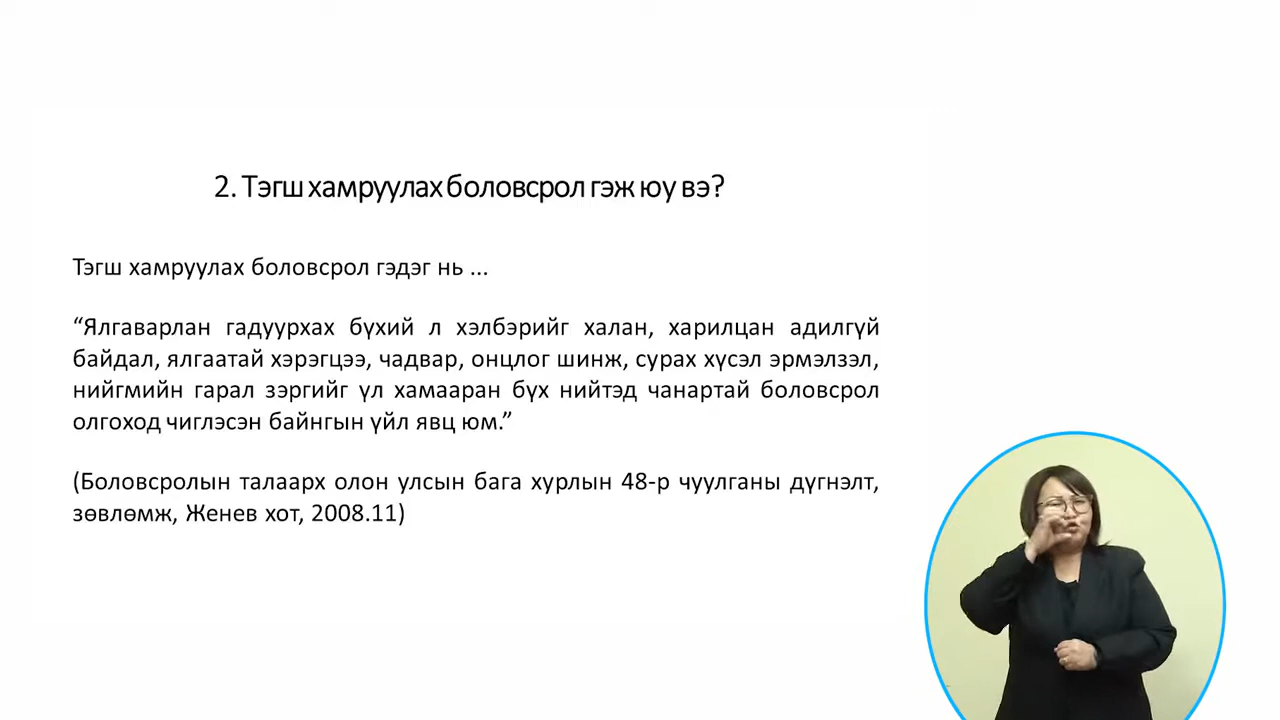 2. Тэгш хамруулах боловсрол гэж юу вэ?
Тэгш хамруулах боловсрол гэдэг нь ...
“Ялгаварлан гадуурхах бүхий л хэлбэрийг халан, харилцан адилгүй
байдал, ялгаатай хэрэгцээ, чадвар, онцлог шинж, сурах хүсэл эрмэлзэл,
нийгмийн гарал зэргийг үл хамааран бүх нийтэд чанартай боловсрол
олгоход чиглэсэн байнгын үйл явц юм.”
(Боловсролын талаарх олон улсын бага хурлын 48-р чуулганы дүгнэлт,
зөвлөмж, Женев хот, 2008.11)